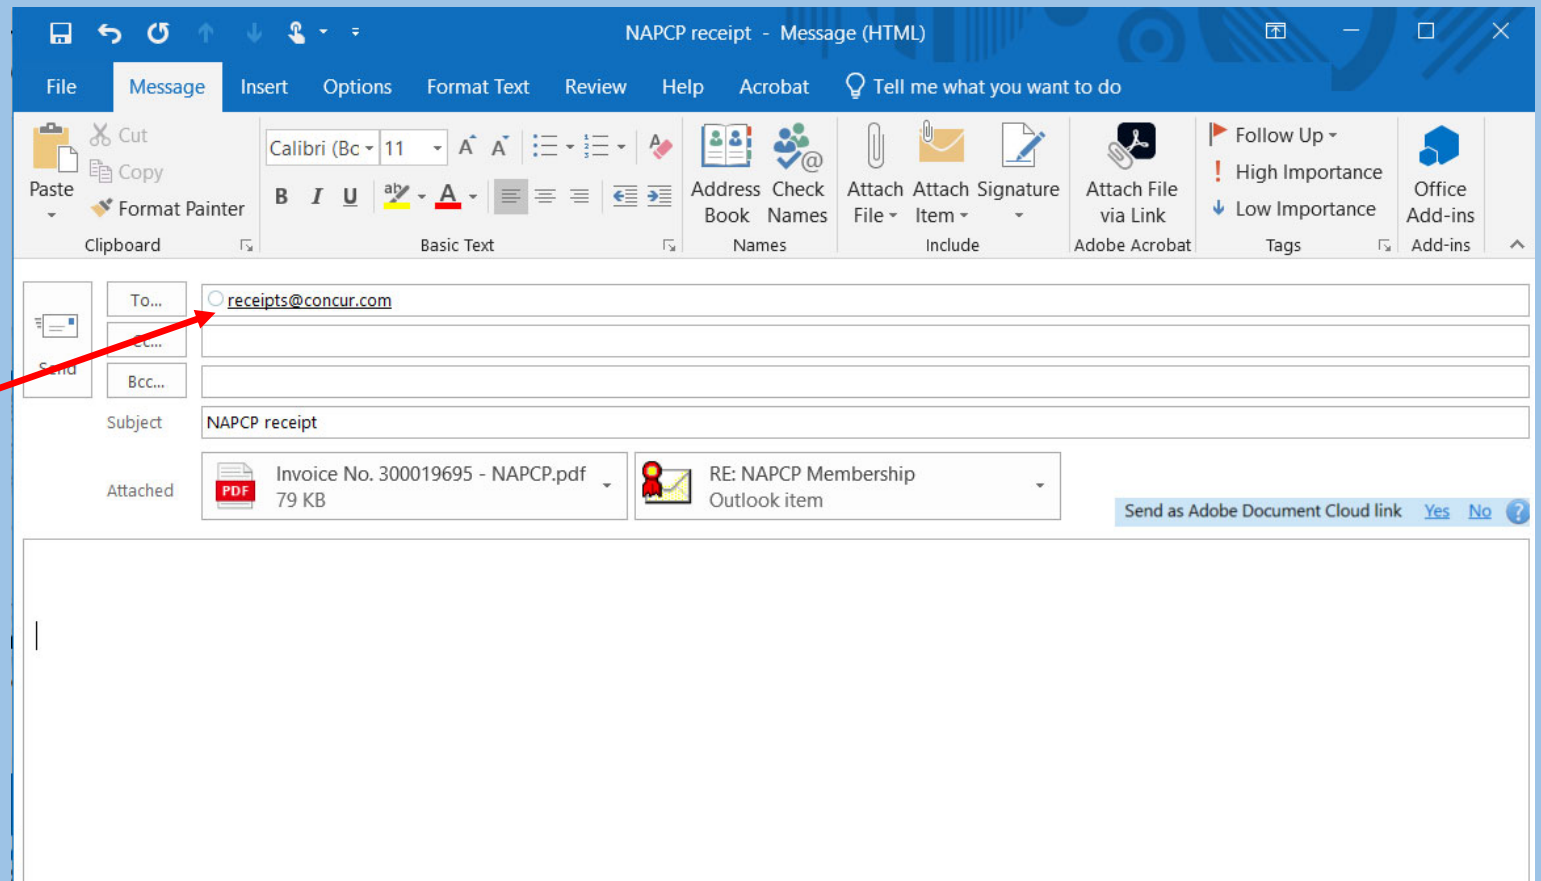 NAPCP receipt - Message (HTML)
File Message Insert Options Format Text Review Help Acrobat Tell me what you want to do
Cut
Copy
Format Painter
Paste
Clipboard
Calibri (Bc 11 A A
B I U ab A
Basic Text
Address Book
Check Names
Names
Attach File
Attach Item
Signature
Include
Attach File via Link
Adobe Acrobat
Follow Up
High Importance
Low Importance
Tags
Office Add-ins
Add-ins
Send
To... receipts@concur.com
Cc...
Bcc...
Subject NAPCP receipt
Attached
PDF
Invoice No. 300019695 - NAPCP.pdf
79 KB
RE: NAPCP Membership
Outlook item
Send as Adobe Document Cloud link Yes No ?